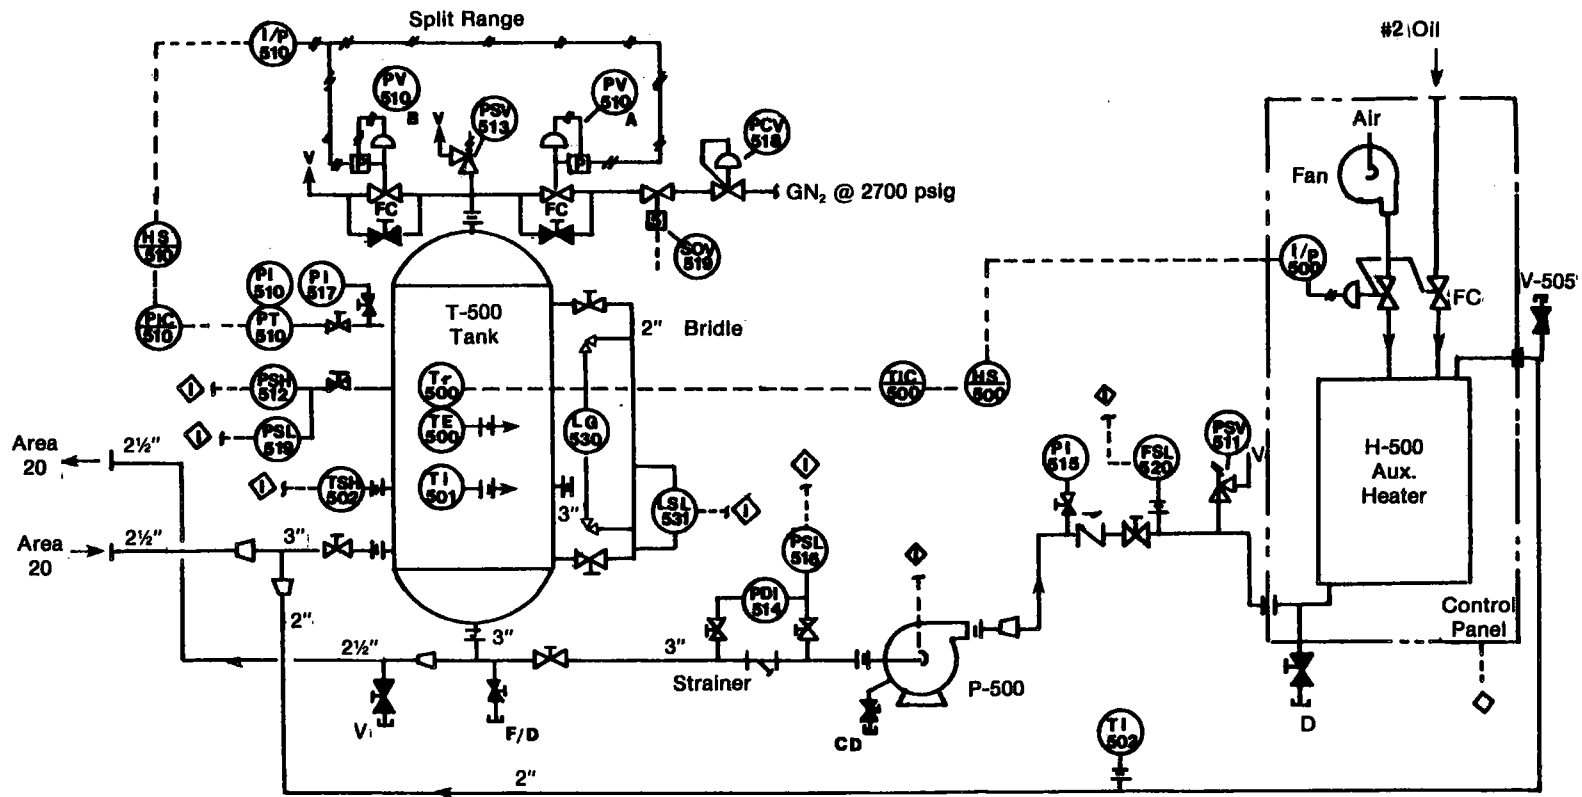 Split Range
#2 Oil
I/P
510
PV
510
B
PSV
513
V
PV
510
A
PCV
518
V
P
P
FC
FC
GN₂ @ 2700 psig
S
SOV
519
HS
510
PI
510
PI
517
PIC
510
PT
510
T-500
Tank
2"
Bridle
Air
Fan
I/P
500
FC
V-505
PSH
512
I
PSL
519
I
TI
500
TE
500
TIC
500
HS
500
LG
530
Area
20
2½"
TSH
502
I
TI
501
3"
LSL
531
I
I
PSL
516
PI
515
I
FSL
520
PSV
511
V
H-500
Aux.
Heater
Area
20
2½"
3"
2"
PDI
514
I
Control
Panel
3"
2½"
3"
Strainer
P-500
V
F/D
CD
D
TI
503
2"